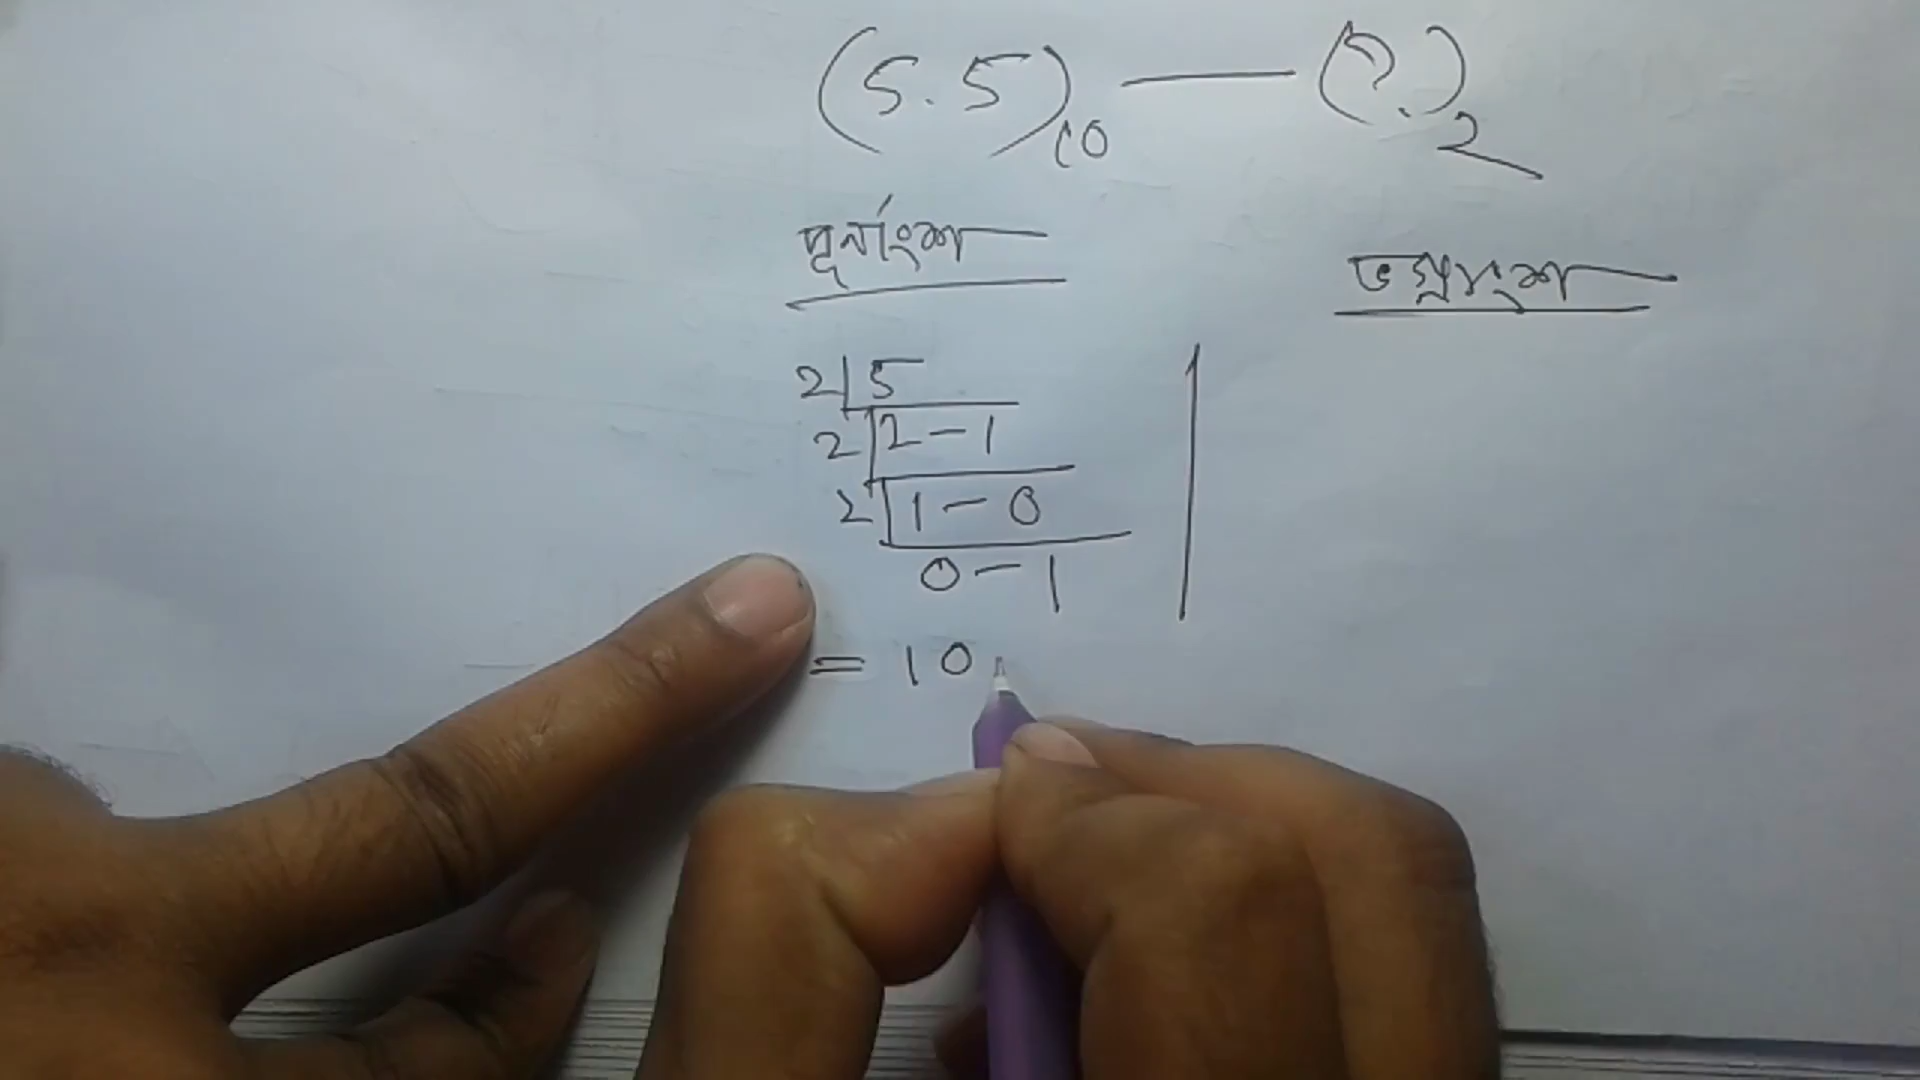 (5.5)10 — (?)2
পূর্নাংশ
ভগ্নাংশ
2 5
2 2 — 1
2 1 — 0
0 — 1
= 10